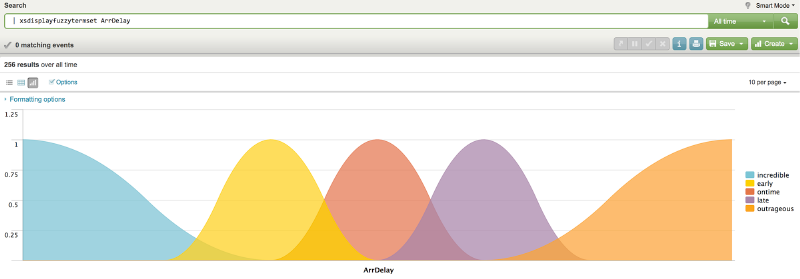 Search
Smart Mode
| xsdisplayfuzzytermset ArrDelay
All time
0 matching events
i
Save
Create
256 results over all time
Options
10 per page
Formatting options
1.25
1
0.75
0.5
0.25
incredible
early
ontime
late
outrageous
ArrDelay